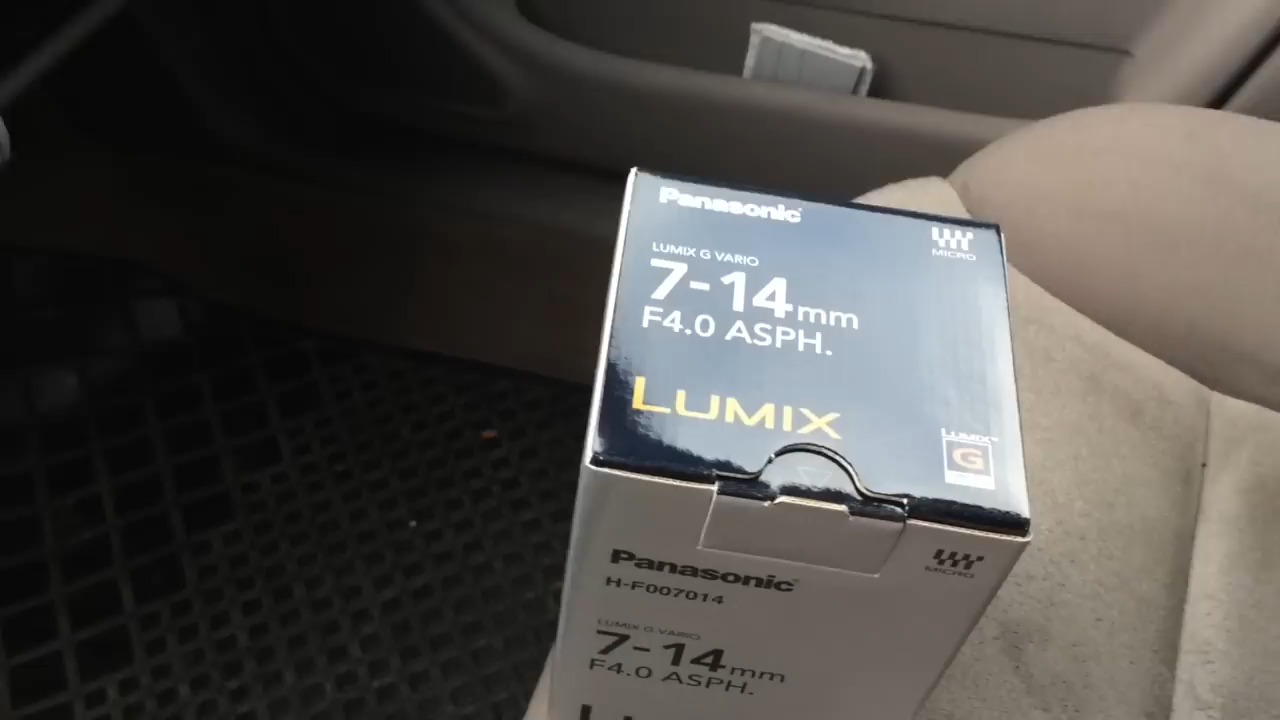 Panasonic
MICRO
LUMIX G VARIO
7-14mm
F4.0 ASPH.
LUMIX
LUMIX
G
Panasonic
MICRO
H-F007014
LUMIX G VARIO
7-14mm
F4.0 ASPH.